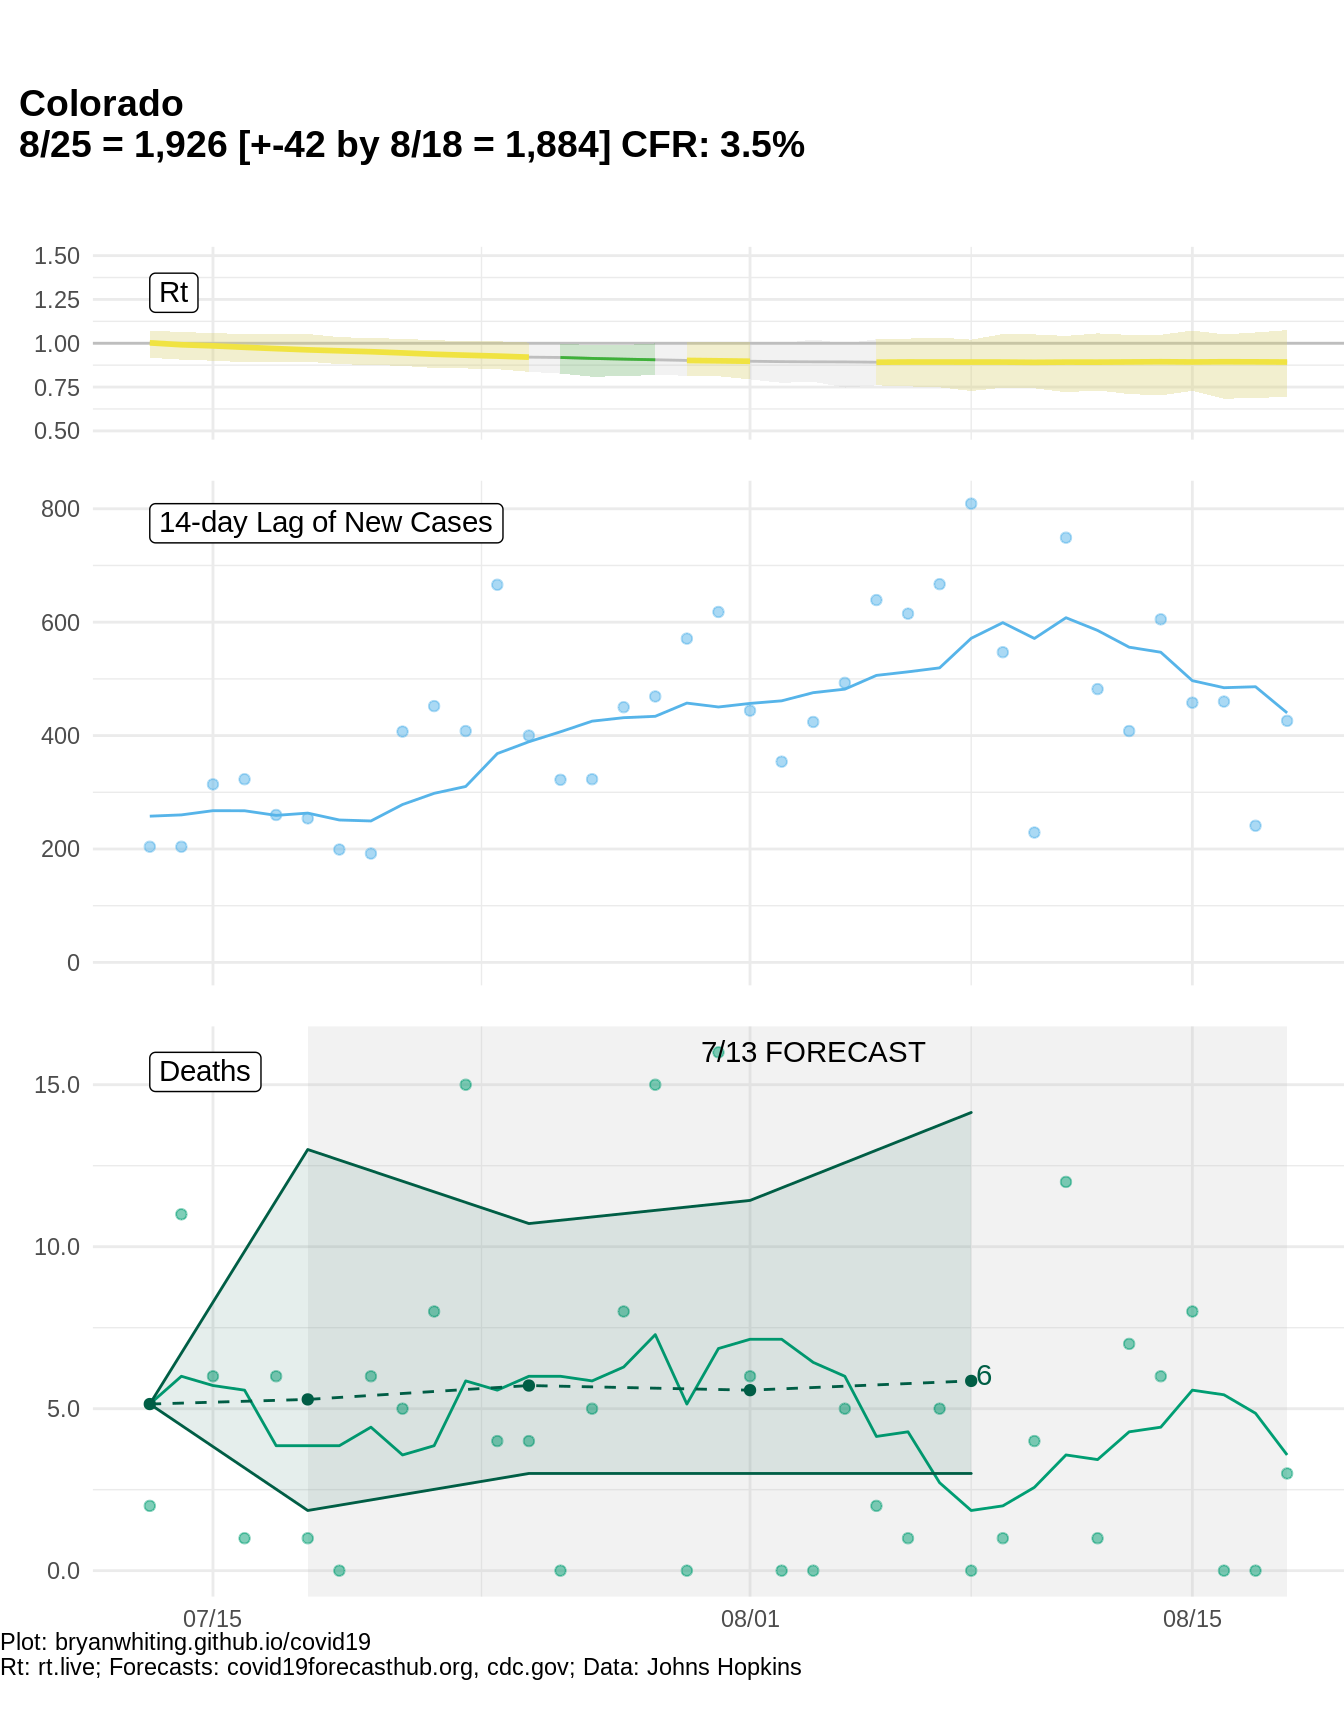 Colorado
8/25 = 1,926 [+-42 by 8/18 = 1,884] CFR: 3.5%
1.50
Rt
1.25
1.00
0.75
0.50
800
14-day Lag of New Cases
600
400
200
0
7/13 FORECAST
Deaths
15.0
10.0
6
5.0
0.0
07/15 08/01 08/15
Plot: bryanwhiting.github.io/covid19
Rt: rt.live; Forecasts: covid19forecasthub.org, cdc.gov; Data: Johns Hopkins